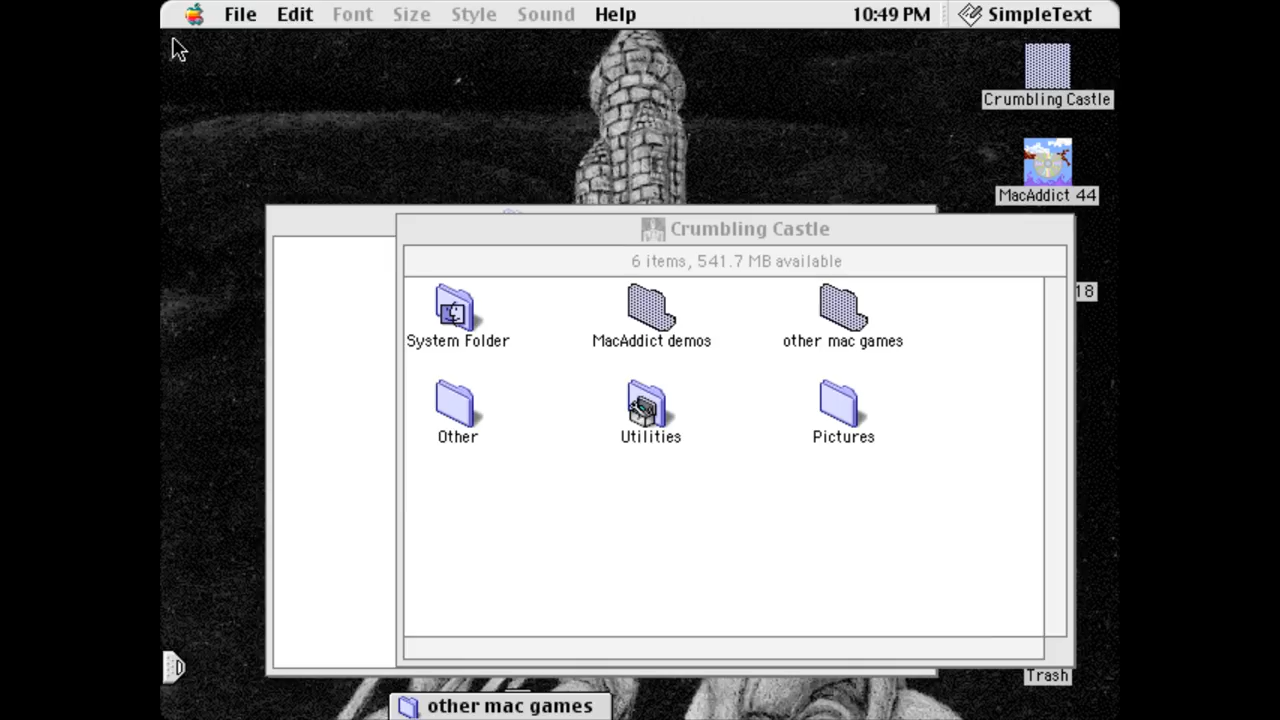 File Edit Font Size Style Sound Help 10:49 PM SimpleText
Crumbling Castle
MacAddict 44
18
Crumbling Castle
6 items, 541.7 MB available
System Folder MacAddict demos other mac games
Other Utilities Pictures
Trash
other mac games